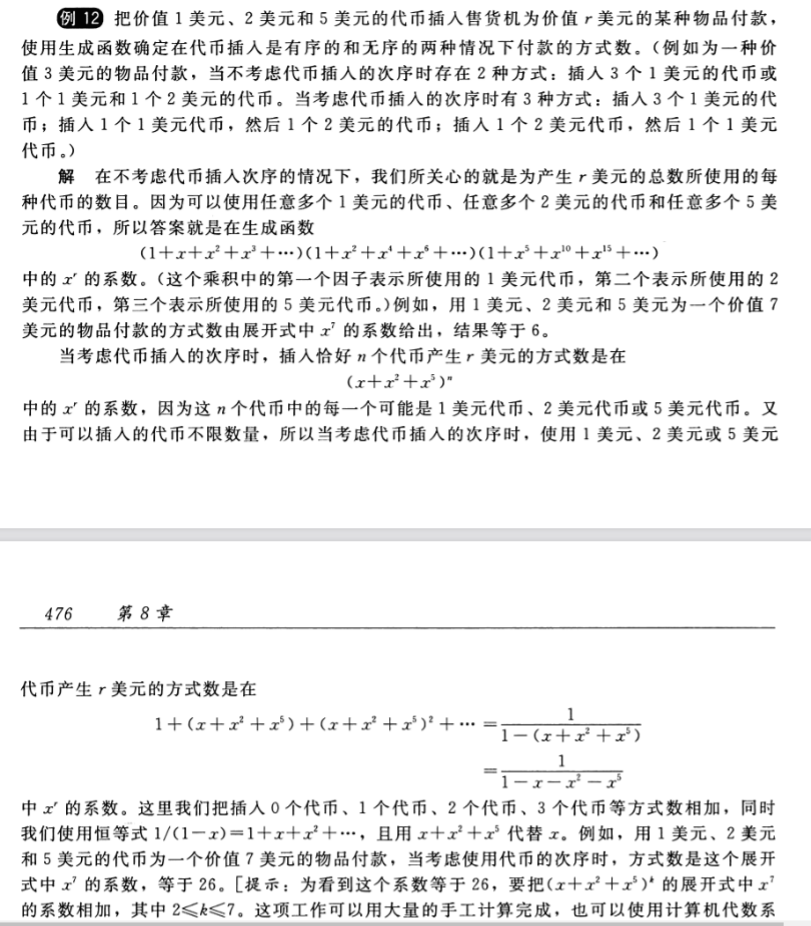 例 12 把价值 1 美元、2 美元和 5 美元的代币插入售货机为价值 r 美元的某种物品付款，
使用生成函数确定在代币插入是有序的和无序的两种情况下付款的方式数。（例如为一种价
值 3 美元的物品付款，当不考虑代币插入的次序时存在 2 种方式：插入 3 个 1 美元的代币或
1 个 1 美元和 1 个 2 美元的代币。当考虑代币插入的次序时有 3 种方式：插入 3 个 1 美元的代
币；插入 1 个 1 美元代币，然后 1 个 2 美元的代币；插入 1 个 2 美元代币，然后 1 个 1 美元
代币。）
解 在不考虑代币插入次序的情况下，我们所关心的就是为产生 r 美元的总数所使用的每
种代币的数目。因为可以使用任意多个 1 美元的代币、任意多个 2 美元的代币和任意多个 5 美
元的代币，所以答案就是在生成函数
(1+x+x²+x³+⋯)(1+x²+x⁴+x⁶+⋯)(1+x⁵+x¹⁰+x¹⁵+⋯)
中的 xʳ 的系数。（这个乘积中的第一个因子表示所使用的 1 美元代币，第二个表示所使用的 2
美元代币，第三个表示所使用的 5 美元代币。）例如，用 1 美元、2 美元和 5 美元为一个价值 7
美元的物品付款的方式数由展开式中 x⁷ 的系数给出，结果等于 6。
当考虑代币插入的次序时，插入恰好 n 个代币产生 r 美元的方式数是在
(x+x²+x⁵)ⁿ
中的 xʳ 的系数，因为这 n 个代币中的每一个可能是 1 美元代币、2 美元代币或 5 美元代币。又
由于可以插入的代币不限数量，所以当考虑代币插入的次序时，使用 1 美元、2 美元或 5 美元
476 第 8 章
代币产生 r 美元的方式数是在
1+(x+x²+x⁵)+(x+x²+x⁵)²+⋯=1/(1-(x+x²+x⁵))
=1/(1-x-x²-x⁵)
中 xʳ 的系数。这里我们把插入 0 个代币、1 个代币、2 个代币、3 个代币等方式数相加，同时
我们使用恒等式 1/(1-x)=1+x+x²+⋯，且用 x+x²+x⁵ 代替 x。例如，用 1 美元、2 美元
和 5 美元的代币为一个价值 7 美元的物品付款，当考虑使用代币的次序时，方式数是这个展开
式中 x⁷ 的系数，等于 26。[提示：为看到这个系数等于 26，要把(x+x²+x⁵)ᵏ 的展开式中 x⁷
的系数相加，其中 2≤k≤7。这项工作可以用大量的手工计算完成，也可以使用计算机代数系